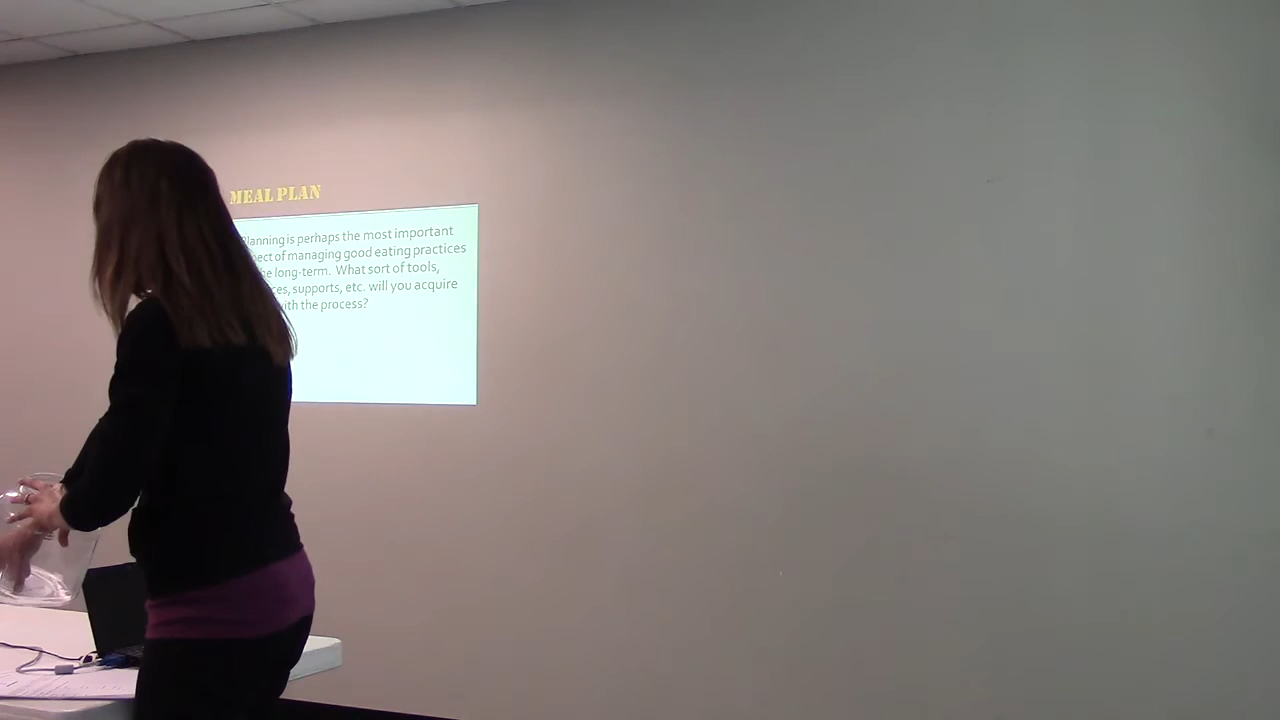 MEAL PLAN
Planning is perhaps the most important
of managing good eating practices
long-term. What sort of tools,
supports, etc. will you acquire
with the process?